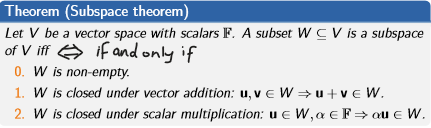 Theorem (Subspace theorem)
Let V be a vector space with scalars 𝔽. A subset W ⊆ V is a subspace
of V iff ⇔ if and only if
0. W is non-empty.
1. W is closed under vector addition: u, v ∈ W ⇒ u + v ∈ W.
2. W is closed under scalar multiplication: u ∈ W, α ∈ 𝔽 ⇒ αu ∈ W.